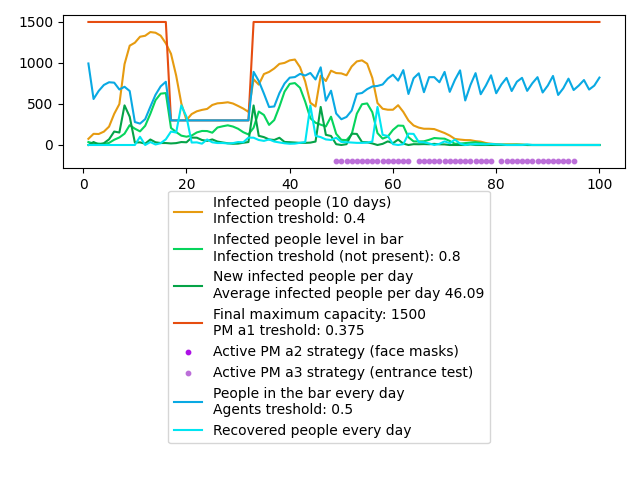 1500
1000
500
0
0 20 40 60 80 100
Infected people (10 days)
Infection treshold: 0.4
Infected people level in bar
Infection treshold (not present): 0.8
New infected people per day
Average infected people per day 46.09
Final maximum capacity: 1500
PM a1 treshold: 0.375
Active PM a2 strategy (face masks)
Active PM a3 strategy (entrance test)
People in the bar every day
Agents treshold: 0.5
Recovered people every day